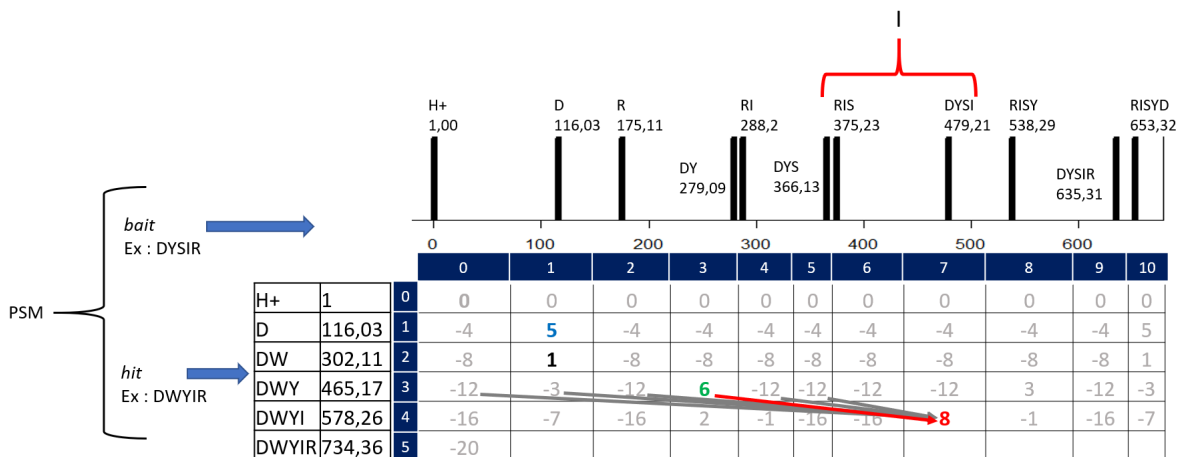 I
H+ D R RI RIS DYSI RISY RISYD
1,00 116,03 175,11 288,2 375,23 479,21 538,29 653,32
DY DYS DYSIR
279,09 366,13 635,31
bait
Ex : DYSIR
0 100 200 300 400 500 600
0 1 2 3 4 5 6 7 8 9 10
PSM
H+ 1 0 0 0 0 0 0 0 0 0 0 0 0
D 116,03 1 -4 5 -4 -4 -4 -4 -4 -4 -4 -4 5
DW 302,11 2 -8 1 -8 -8 -8 -8 -8 -8 -8 -8 1
hit
Ex : DWYIR
DWY 465,17 3 -12 -3 -12 6 -12 -12 -12 -12 3 -12 -3
DWYI 578,26 4 -16 -7 -16 2 -1 -16 -16 8 -1 -16 -7
DWYIR 734,36 5 -20